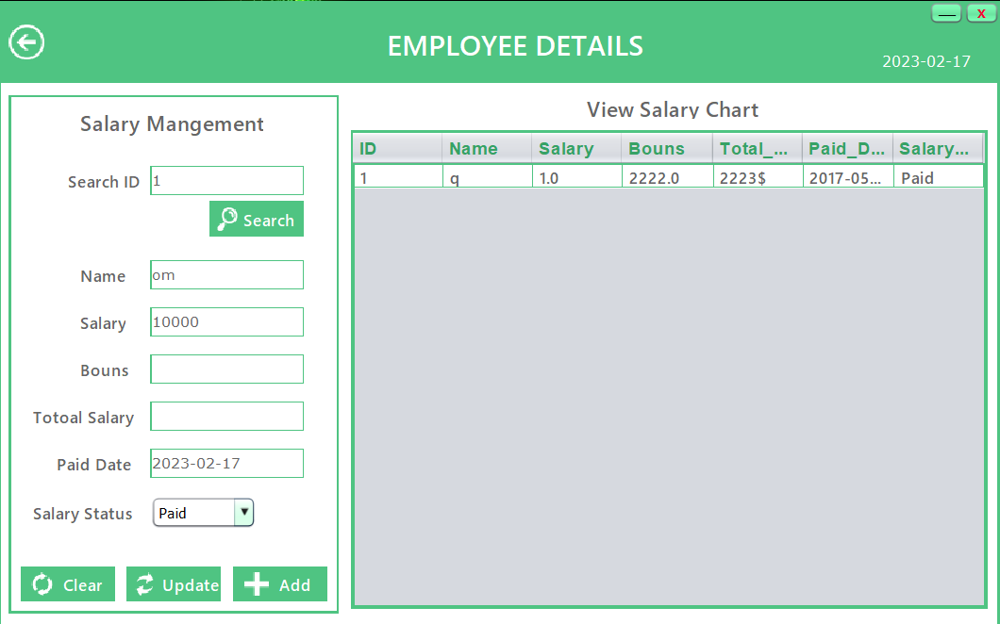 X
EMPLOYEE DETAILS
2023-02-17
Salary Mangement
Search ID 1
Search
Name om
Salary 10000
Bouns
Totoal Salary
Paid Date 2023-02-17
Salary Status Paid
Clear Update Add
View Salary Chart
ID Name Salary Bouns Total_... Paid_D... Salary...
1 q 1.0 2222.0 2223$ 2017-05... Paid